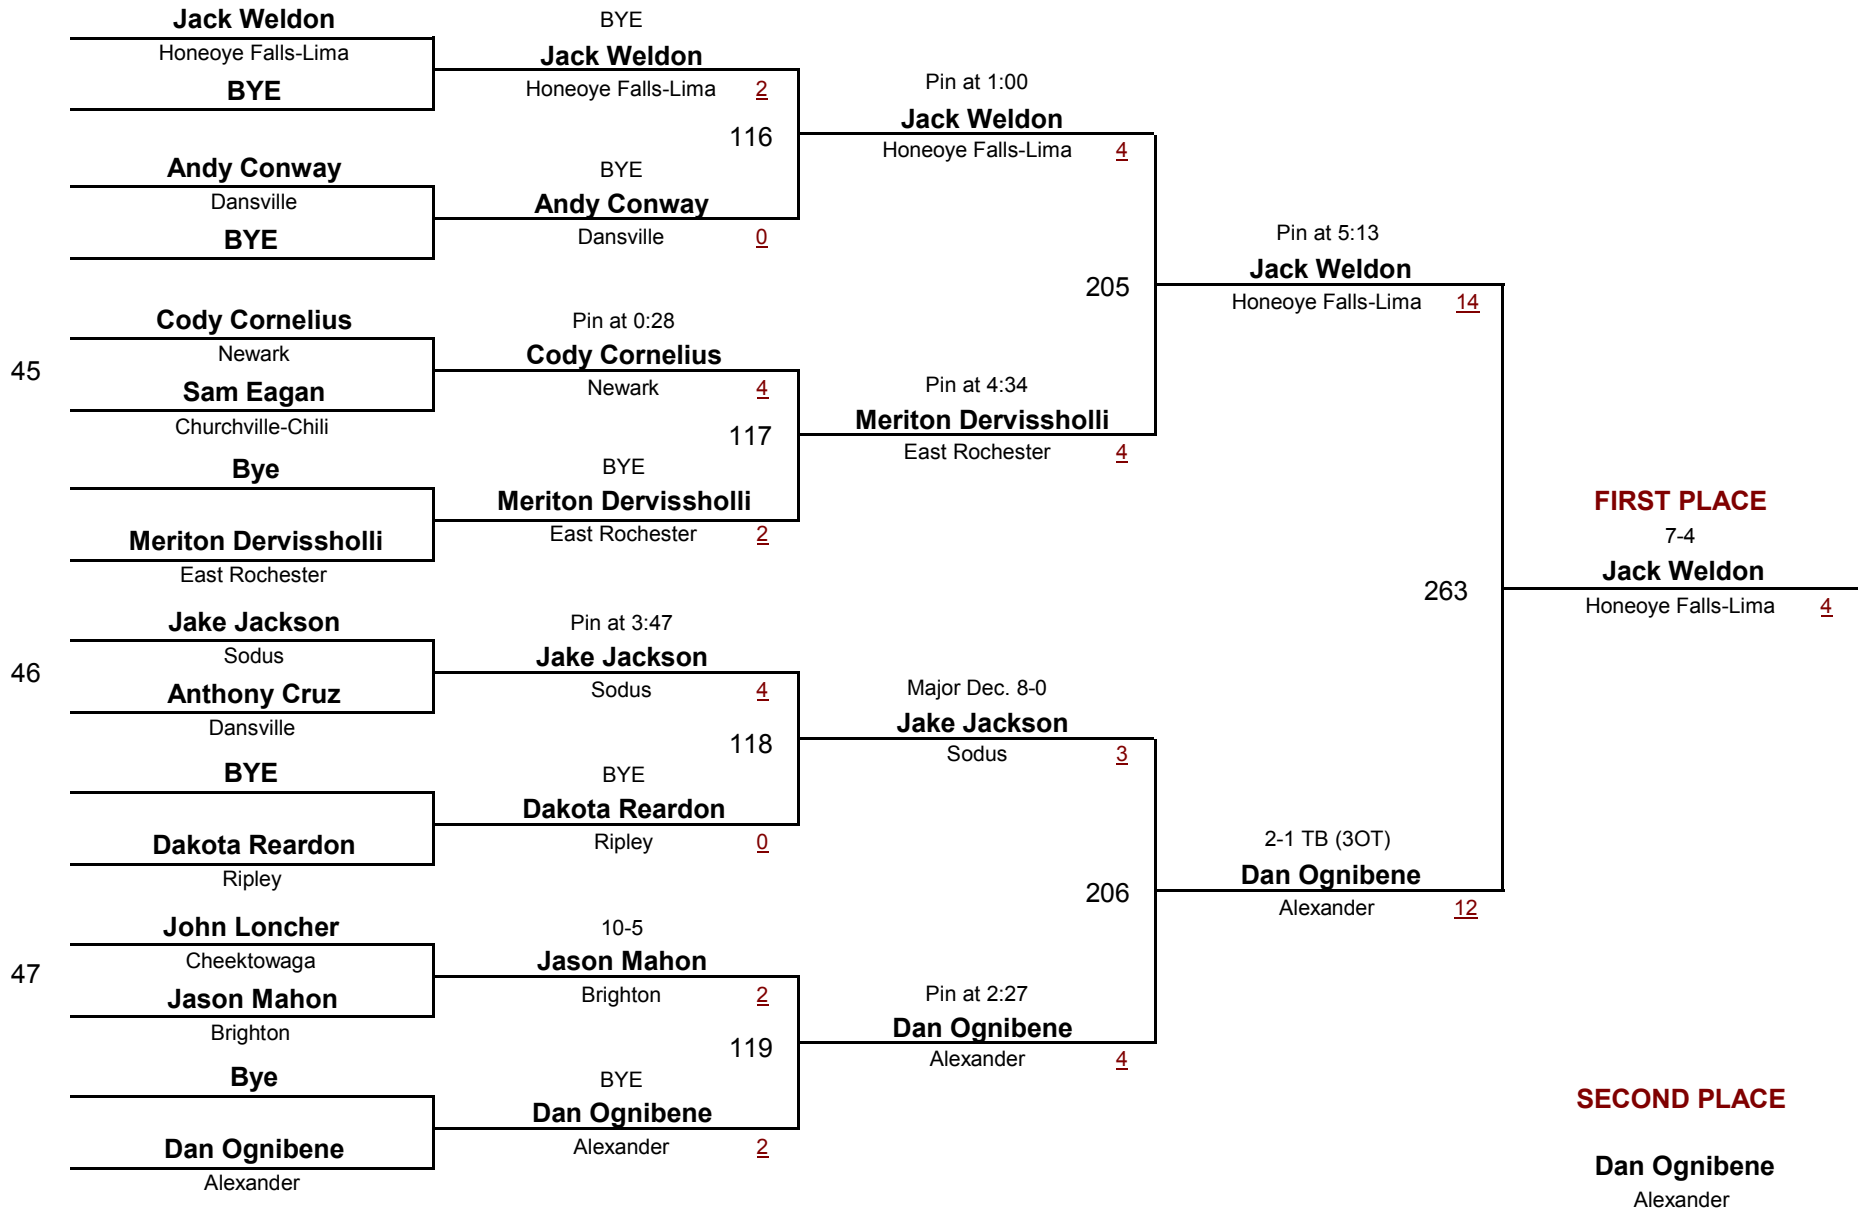 Jack Weldon
Honeoye Falls-Lima
BYE
Andy Conway
Dansville
BYE
45
Cody Cornelius
Newark
Sam Eagan
Churchville-Chili
Bye
Meriton Dervissholli
East Rochester
46
Jake Jackson
Sodus
Anthony Cruz
Dansville
BYE
Dakota Reardon
Ripley
47
John Loncher
Cheektowaga
Jason Mahon
Brighton
Bye
Dan Ognibene
Alexander
BYE
Jack Weldon
Honeoye Falls-Lima 2
116
BYE
Andy Conway
Dansville 0
Pin at 0:28
Cody Cornelius
Newark 4
117
BYE
Meriton Dervissholli
East Rochester 2
Pin at 3:47
Jake Jackson
Sodus 4
118
BYE
Dakota Reardon
Ripley 0
10-5
Jason Mahon
Brighton 2
119
BYE
Dan Ognibene
Alexander 2
Pin at 1:00
Jack Weldon
Honeoye Falls-Lima 4
205
Pin at 4:34
Meriton Dervissholli
East Rochester 4
Major Dec. 8-0
Jake Jackson
Sodus 3
206
Pin at 2:27
Dan Ognibene
Alexander 4
Pin at 5:13
Jack Weldon
Honeoye Falls-Lima 14
263
2-1 TB (3OT)
Dan Ognibene
Alexander 12
FIRST PLACE
7-4
Jack Weldon
Honeoye Falls-Lima 4
SECOND PLACE
Dan Ognibene
Alexander